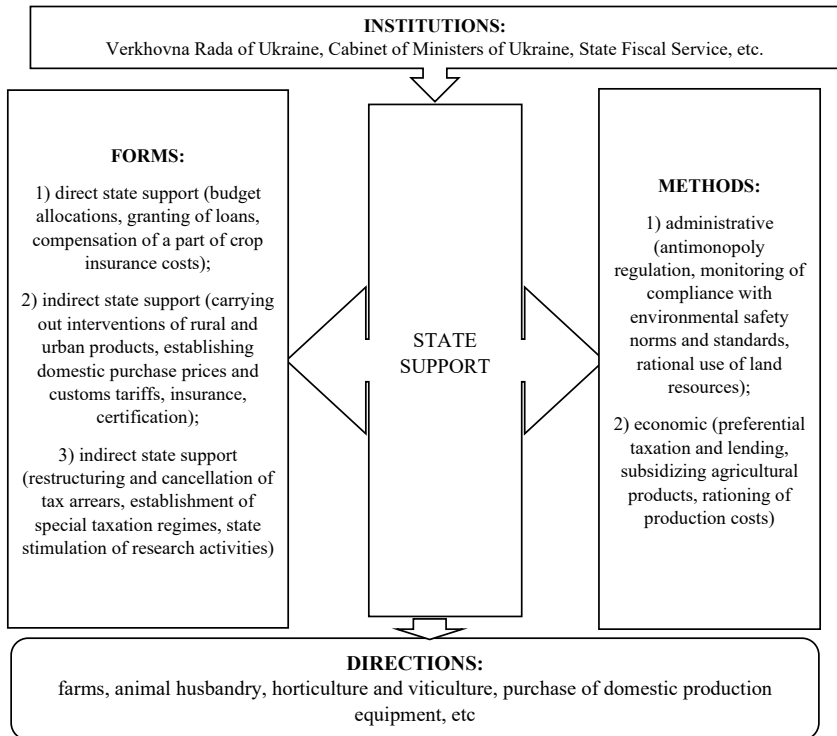 INSTITUTIONS:
Verkhovna Rada of Ukraine, Cabinet of Ministers of Ukraine, State Fiscal Service, etc.
FORMS:
1) direct state support (budget
allocations, granting of loans,
compensation of a part of crop
insurance costs);
2) indirect state support (carrying
out interventions of rural and
urban products, establishing
domestic purchase prices and
customs tariffs, insurance,
certification);
3) indirect state support
(restructuring and cancellation of
tax arrears, establishment of
special taxation regimes, state
stimulation of research activities)
STATE
SUPPORT
METHODS:
1) administrative
(antimonopoly
regulation, monitoring of
compliance with
environmental safety
norms and standards,
rational use of land
resources);
2) economic (preferential
taxation and lending,
subsidizing agricultural
products, rationing of
production costs)
DIRECTIONS:
farms, animal husbandry, horticulture and viticulture, purchase of domestic production
equipment, etc